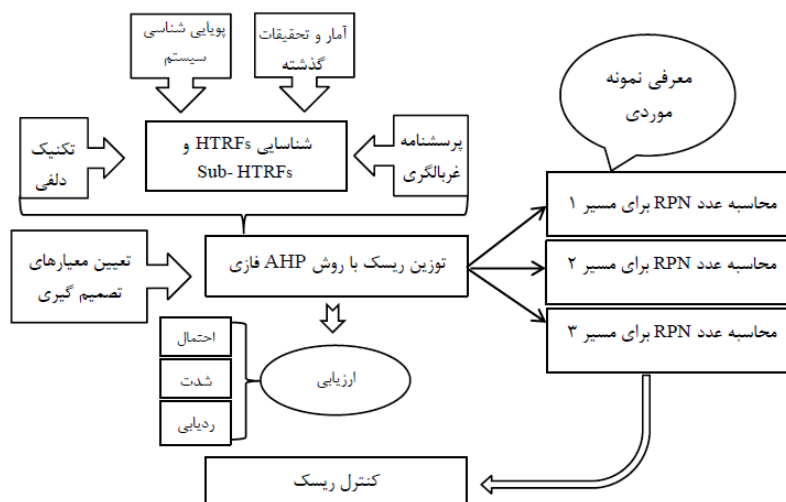 پویایی شناسی
سیستم
آمار و تحقیقات
گذشته
معرفی نمونه
موردی
تکنیک
دلفی
شناسایی HTRFs و
Sub- HTRFs
پرسشنامه
غربالگری
محاسبه عدد RPN برای مسیر ۱
محاسبه عدد RPN برای مسیر ۲
محاسبه عدد RPN برای مسیر ۳
تعیین معیارهای
تصمیم گیری
توزین ریسک با روش AHP فازی
احتمال
شدت
ردیابی
ارزیابی
کنترل ریسک